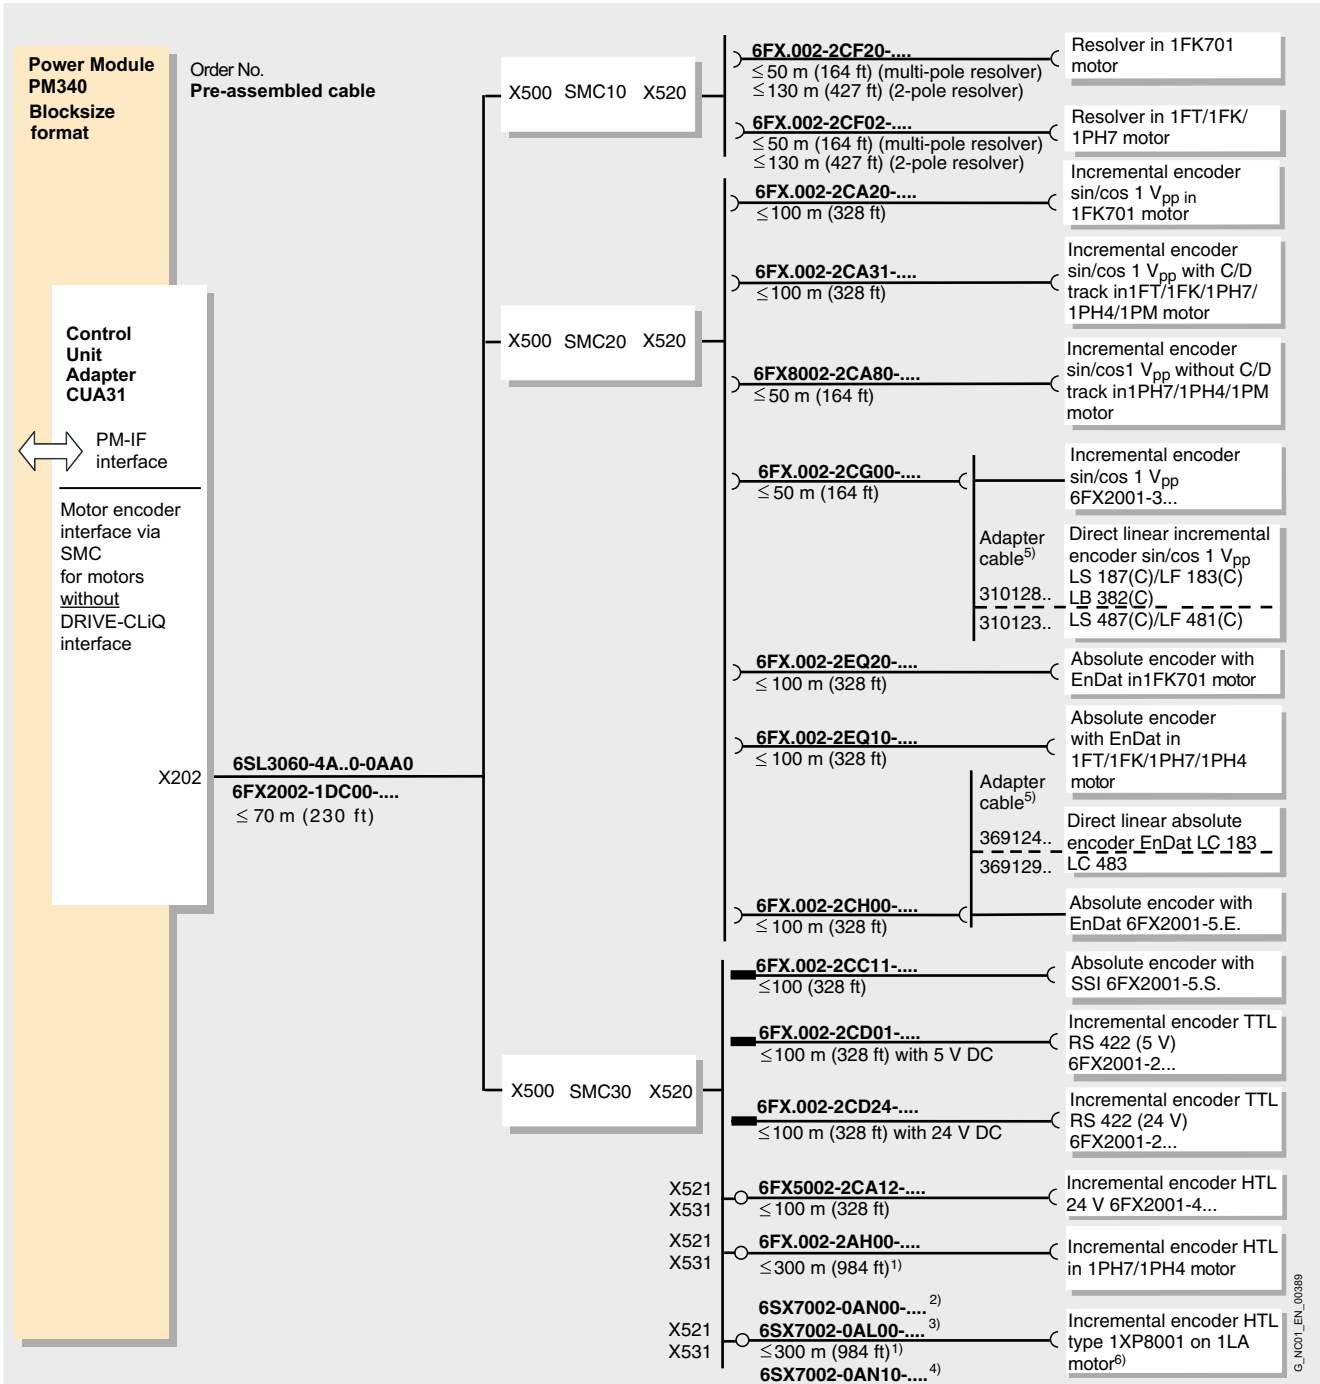 Power Module
PM340
Blocksize
format
Order No.
Pre-assembled cable
Control
Unit
Adapter
CUA31
PM-IF
interface
Motor encoder
interface via
SMC
for motors
without
DRIVE-CLiQ
interface
X202
6SL3060-4A..0-0AA0
6FX2002-1DC00-....
≤ 70 m (230 ft)
X500 SMC10 X520
6FX.002-2CF20-....
≤ 50 m (164 ft) (multi-pole resolver)
≤ 130 m (427 ft) (2-pole resolver)
Resolver in 1FK701
motor
6FX.002-2CF02-....
≤ 50 m (164 ft) (multi-pole resolver)
≤ 130 m (427 ft) (2-pole resolver)
Resolver in 1FT/1FK/
1PH7 motor
X500 SMC20 X520
6FX.002-2CA20-....
≤ 100 m (328 ft)
Incremental encoder
sin/cos 1 Vpp in
1FK701 motor
6FX.002-2CA31-....
≤ 100 m (328 ft)
Incremental encoder
sin/cos 1 Vpp with C/D
track in1FT/1FK/1PH7/
1PH4/1PM motor
6FX8002-2CA80-....
≤ 50 m (164 ft)
Incremental encoder
sin/cos1 Vpp without C/D
track in1PH7/1PH4/1PM
motor
6FX.002-2CG00-....
≤ 50 m (164 ft)
Incremental encoder
sin/cos 1 Vpp
6FX2001-3...
Adapter
cable5)
310128..
310123..
Direct linear incremental
encoder sin/cos 1 Vpp
LS 187(C)/LF 183(C)
LB 382(C)
LS 487(C)/LF 481(C)
6FX.002-2EQ20-....
≤ 100 m (328 ft)
Absolute encoder with
EnDat in1FK701 motor
6FX.002-2EQ10-....
≤ 100 m (328 ft)
Absolute encoder
with EnDat in
1FT/1FK/1PH7/1PH4
motor
Adapter
cable5)
369124..
369129..
Direct linear absolute
encoder EnDat LC 183
LC 483
6FX.002-2CH00-....
≤ 100 m (328 ft)
Absolute encoder with
EnDat 6FX2001-5.E.
X500 SMC30 X520
6FX.002-2CC11-....
≤ 100 (328 ft)
Absolute encoder with
SSI 6FX2001-5.S.
6FX.002-2CD01-....
≤ 100 m (328 ft) with 5 V DC
Incremental encoder TTL
RS 422 (5 V)
6FX2001-2...
6FX.002-2CD24-....
≤ 100 m (328 ft) with 24 V DC
Incremental encoder TTL
RS 422 (24 V)
6FX2001-2...
X521
X531
6FX5002-2CA12-....
≤ 100 m (328 ft)
Incremental encoder HTL
24 V 6FX2001-4...
X521
X531
6FX.002-2AH00-....
≤ 300 m (984 ft)1)
Incremental encoder HTL
in 1PH7/1PH4 motor
X521
X531
6SX7002-0AN00-....2)
6SX7002-0AL00-....3)
≤ 300 m (984 ft)1)
6SX7002-0AN10-....4)
Incremental encoder HTL
type 1XP8001 on 1LA
motor6)
G_NC01_EN_00389